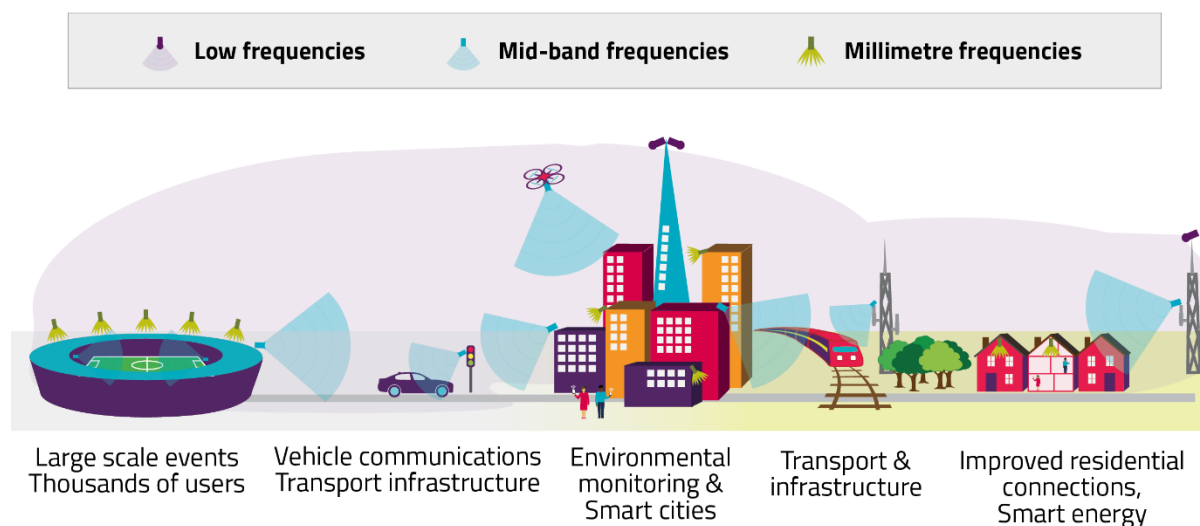 Low frequencies
Mid-band frequencies
Millimetre frequencies
Large scale events
Thousands of users
Vehicle communications
Transport infrastructure
Environmental
monitoring &
Smart cities
Transport &
infrastructure
Improved residential
connections,
Smart energy